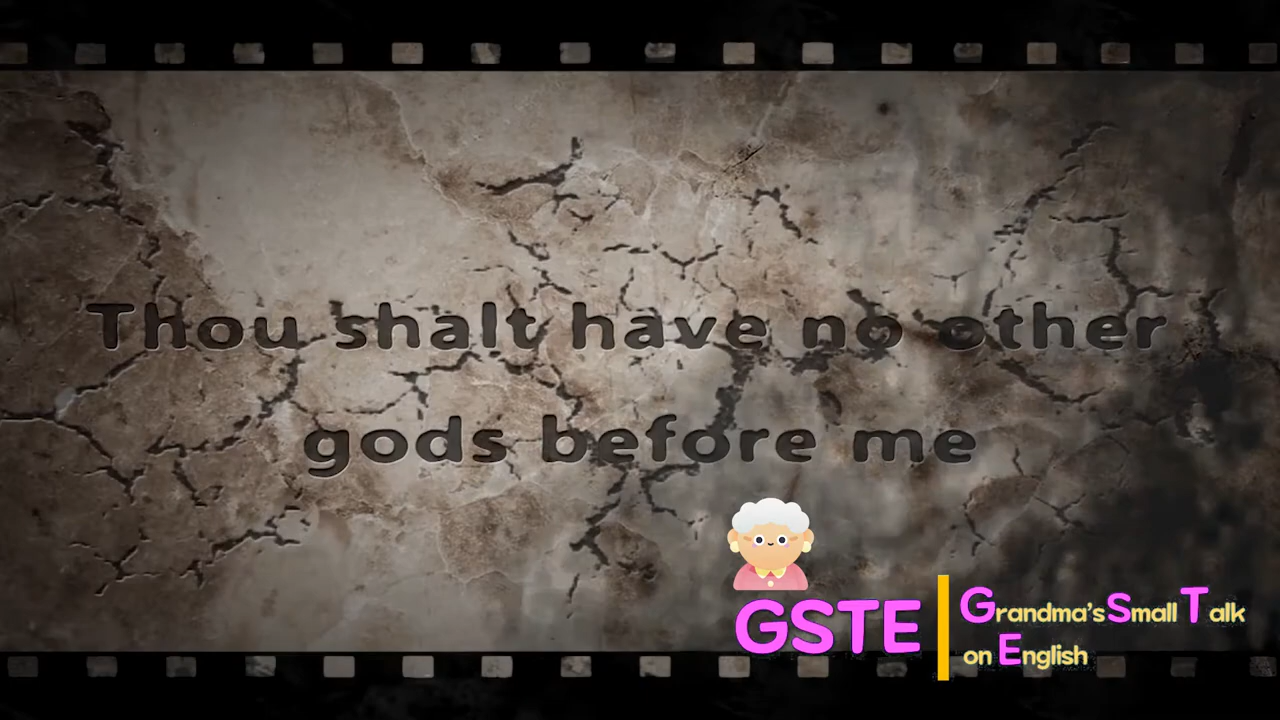 Thou shalt have no other
gods before me
GSTE
Grandma's Small Talk
on English